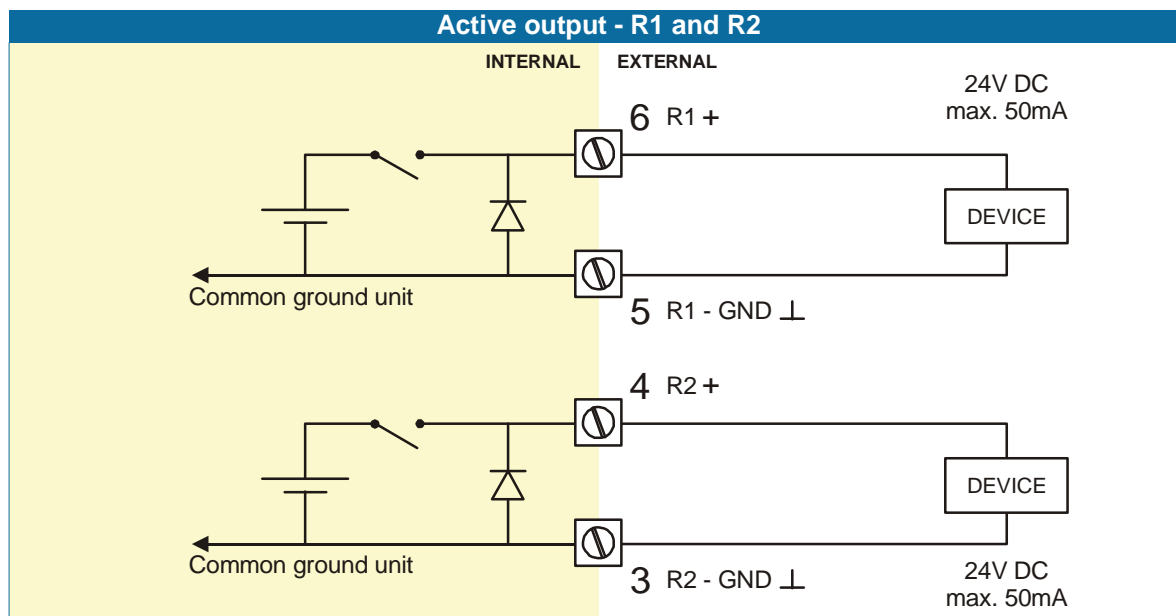 Active output - R1 and R2
INTERNAL EXTERNAL
24V DC
max. 50mA
6 R1 +
DEVICE
Common ground unit
5 R1 - GND ⊥
4 R2 +
DEVICE
Common ground unit
3 R2 - GND ⊥
24V DC
max. 50mA